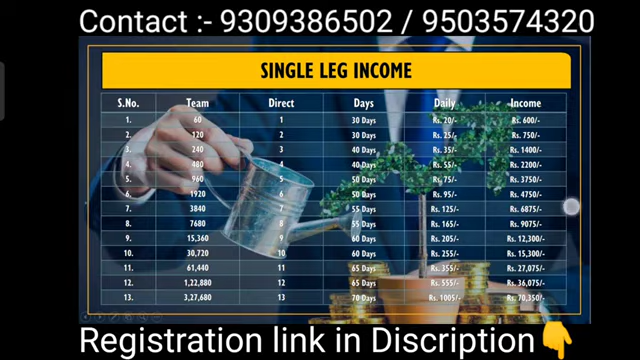 Contact :- 9309386502 / 9503574320
SINGLE LEG INCOME
S.No. Team Direct Days Daily Income
1. 60 1 30 Days Rs. 20/- Rs. 600/-
2. 120 2 30 Days Rs. 25/- Rs. 750/-
3. 240 3 40 Days Rs. 35/- Rs. 1400/-
4. 480 4 40 Days Rs. 55/- Rs. 2200/-
5. 960 5 50 Days Rs. 75/- Rs. 3750/-
6. 1920 6 50 Days Rs. 95/- Rs. 4750/-
7. 3840 7 55 Days Rs. 125/- Rs. 6875/-
8. 7680 8 55 Days Rs. 165/- Rs. 9075/-
9. 15,360 9 60 Days Rs. 205/- Rs. 12,300/-
10. 30,720 10 60 Days Rs. 255/- Rs. 15,300/-
11. 61,440 11 65 Days Rs. 355/- Rs. 27,075/-
12. 1,22,880 12 65 Days Rs. 555/- Rs. 36,075/-
13. 3,27,680 13 70 Days Rs. 1005/- Rs. 70,350/-
Registration link in Discription👇